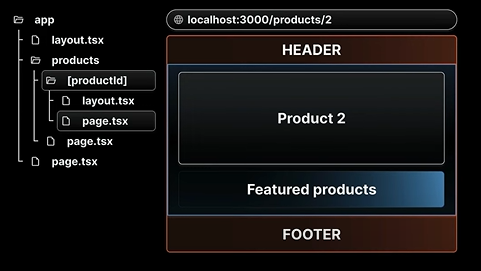 app
layout.tsx
products
[productId]
layout.tsx
page.tsx
page.tsx
page.tsx
localhost:3000/products/2
HEADER
Product 2
Featured products
FOOTER